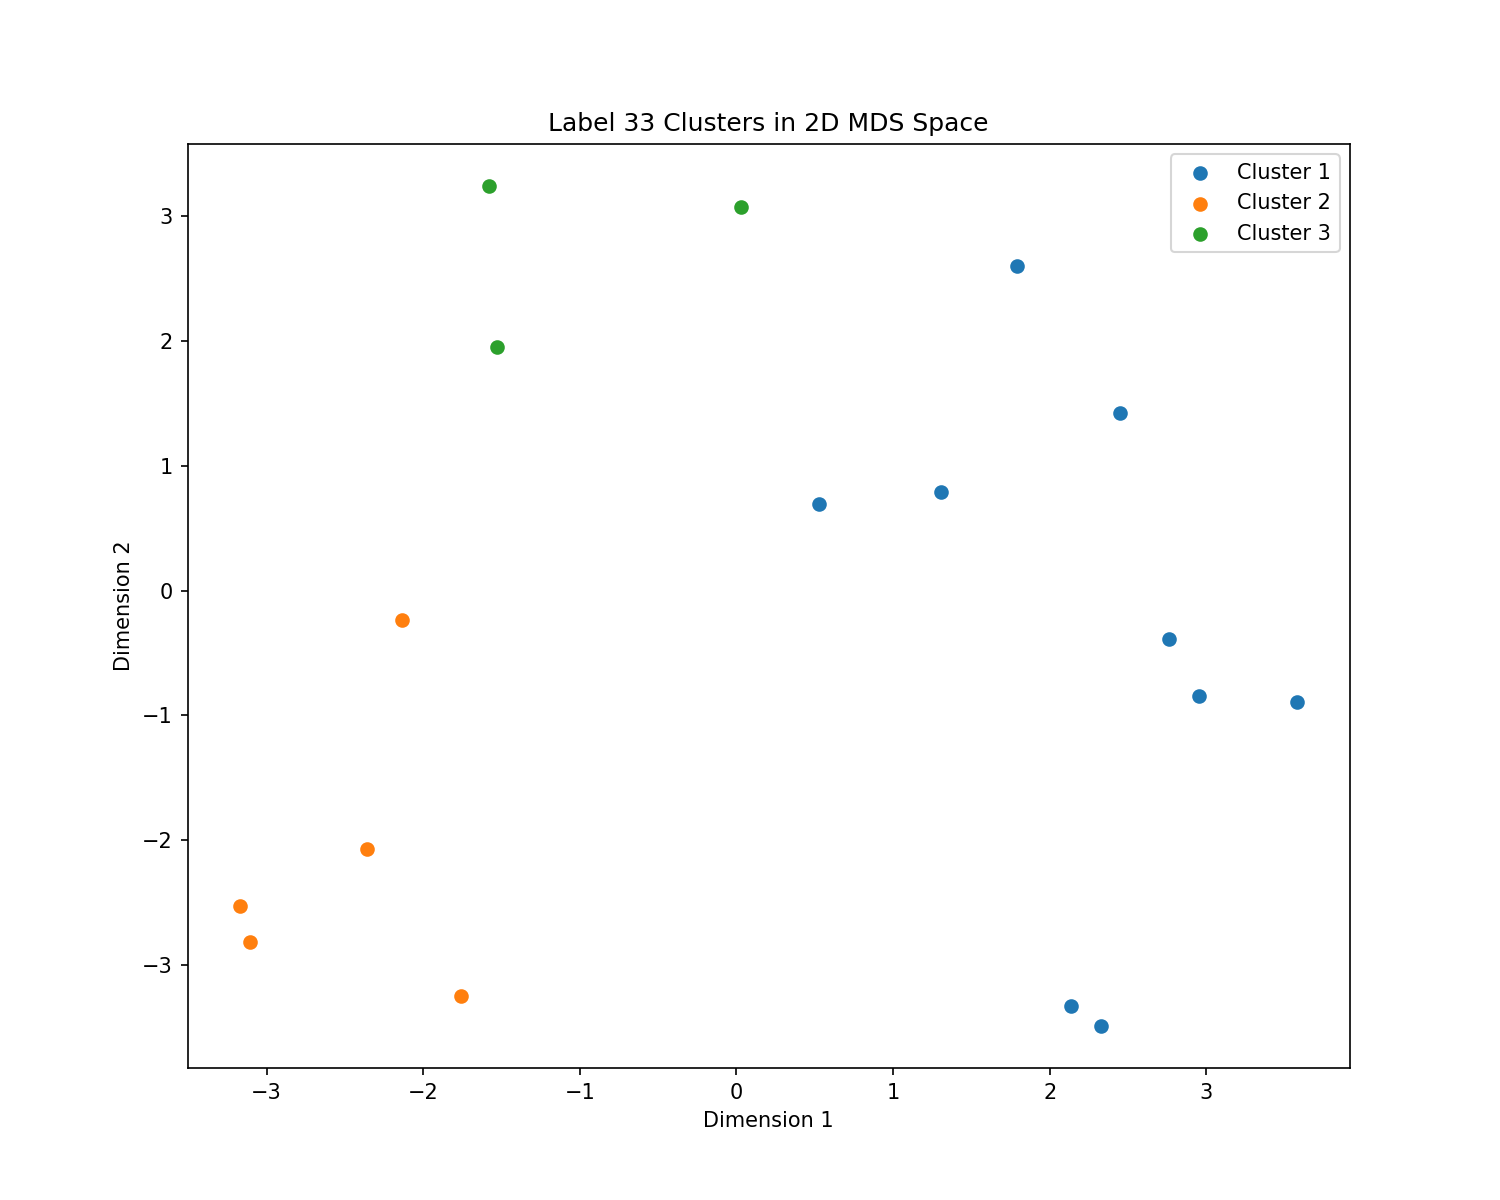 Label 33 Clusters in 2D MDS Space
Cluster 1
Cluster 2
Cluster 3
3
2
1
0
−1
−2
−3
Dimension 2
−3
−2
−1
0
1
2
3
Dimension 1